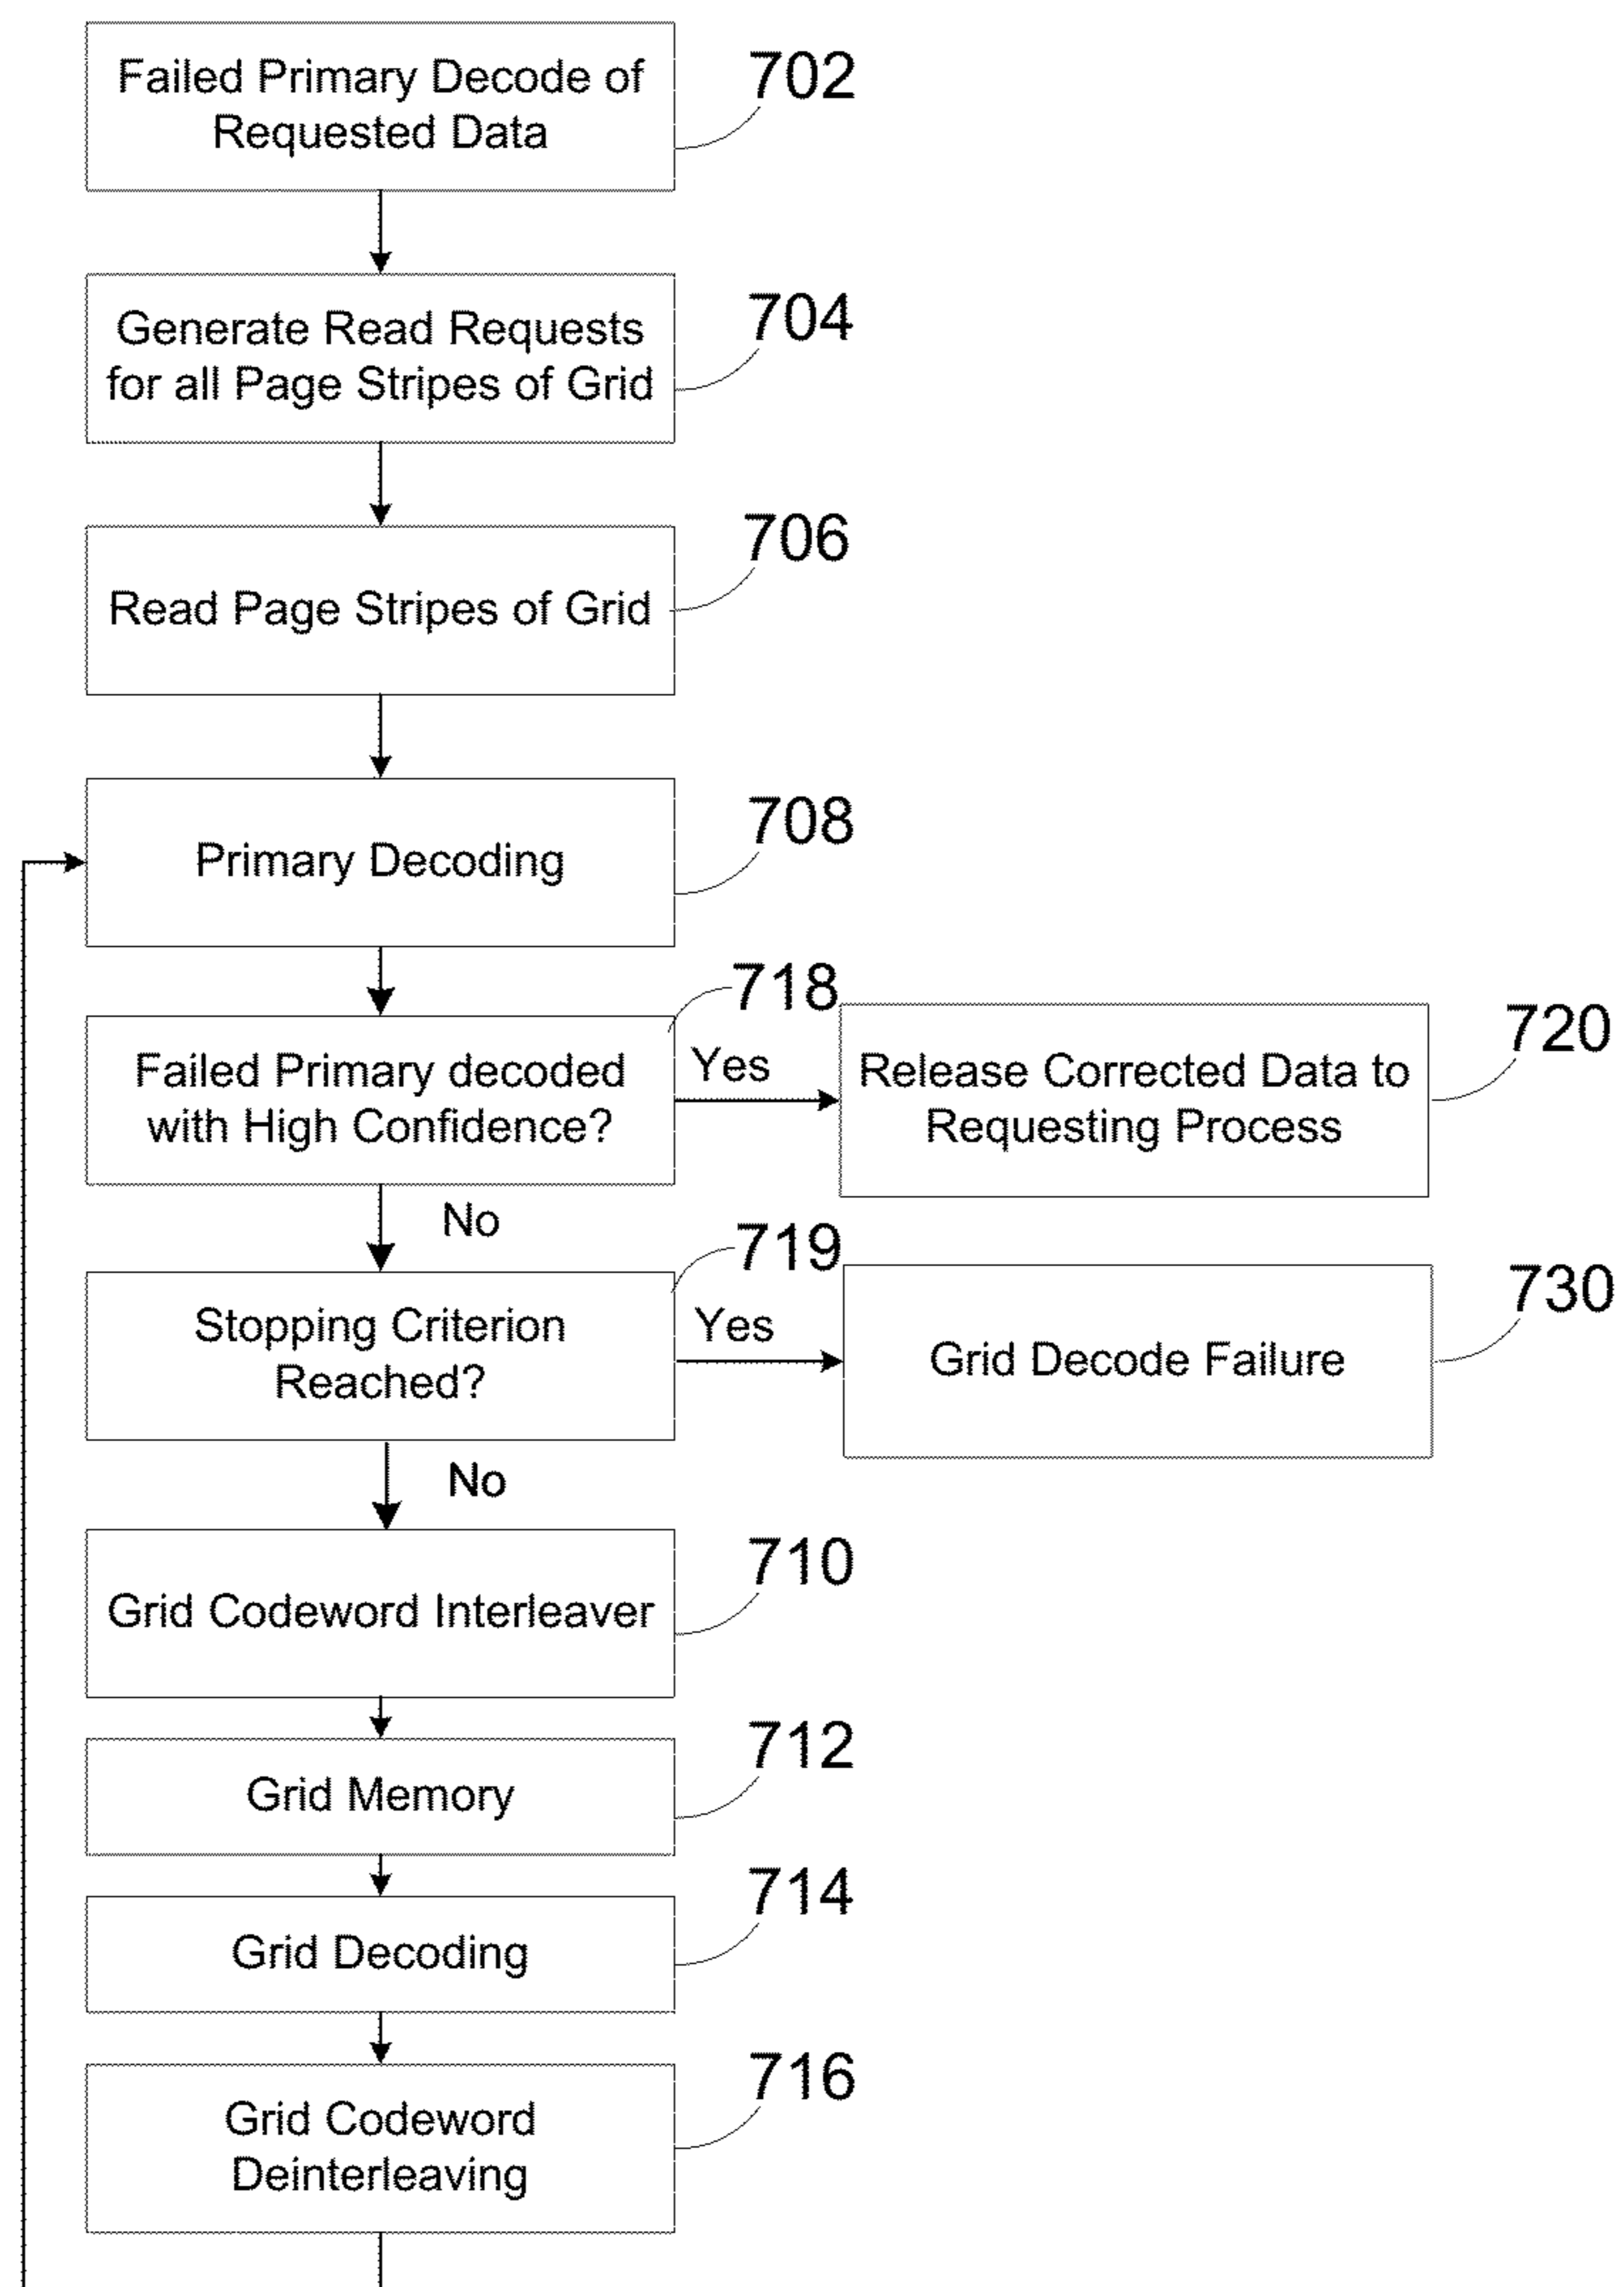 Failed Primary Decode of
Requested Data
702
Generate Read Requests
for all Page Stripes of Grid
704
Read Page Stripes of Grid
706
Primary Decoding
708
Failed Primary decoded
with High Confidence?
718
Yes
Release Corrected Data to
Requesting Process
720
No
Stopping Criterion
Reached?
719
Yes
Grid Decode Failure
730
No
Grid Codeword Interleaver
710
Grid Memory
712
Grid Decoding
714
Grid Codeword
Deinterleaving
716